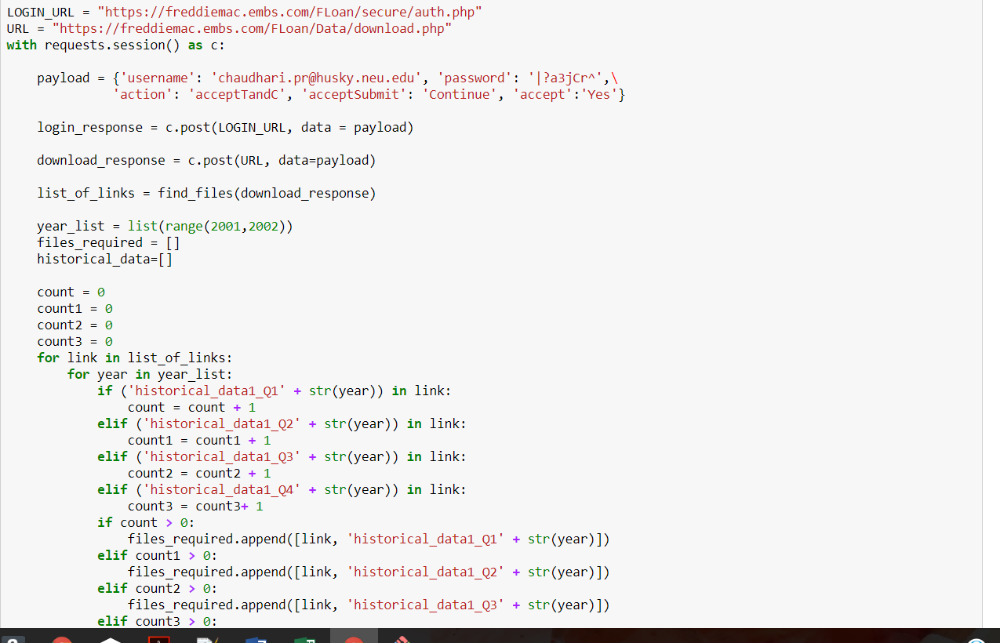 LOGIN_URL = "https://freddiemac.embs.com/FLoan/secure/auth.php"
URL = "https://freddiemac.embs.com/FLoan/Data/download.php"
with requests.session() as c:
    payload = {'username': 'chaudhari.pr@husky.neu.edu', 'password': '|?a3jCr^',\
              'action': 'acceptTandC', 'acceptSubmit': 'Continue', 'accept':'Yes'}
    login_response = c.post(LOGIN_URL, data = payload)
    download_response = c.post(URL, data=payload)
    list_of_links = find_files(download_response)
    year_list = list(range(2001,2002))
    files_required = []
    historical_data=[]
    count = 0
    count1 = 0
    count2 = 0
    count3 = 0
    for link in list_of_links:
        for year in year_list:
            if ('historical_data1_Q1' + str(year)) in link:
                count = count + 1
            elif ('historical_data1_Q2' + str(year)) in link:
                count1 = count1 + 1
            elif ('historical_data1_Q3' + str(year)) in link:
                count2 = count2 + 1
            elif ('historical_data1_Q4' + str(year)) in link:
                count3 = count3+ 1
            if count > 0:
                files_required.append([link, 'historical_data1_Q1' + str(year)])
            elif count1 > 0:
                files_required.append([link, 'historical_data1_Q2' + str(year)])
            elif count2 > 0:
                files_required.append([link, 'historical_data1_Q3' + str(year)])
            elif count3 > 0: